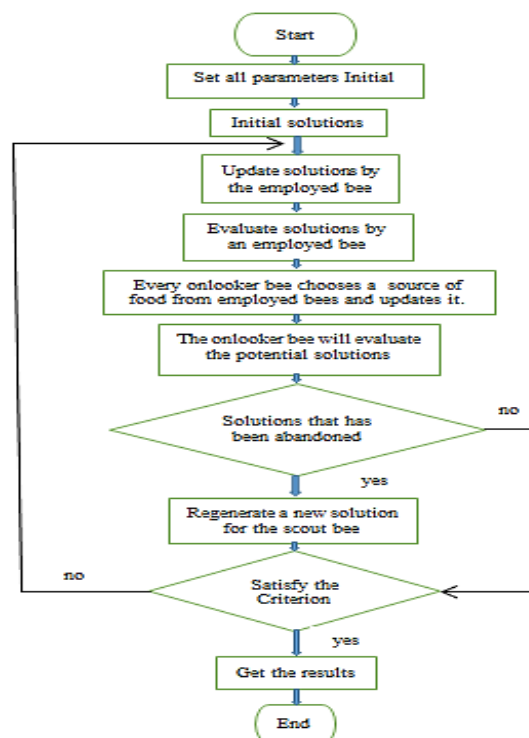 Start
Set all parameters Initial
Initial solutions
Update solutions by
the employed bee
Evaluate solutions by
an employed bee
Every onlooker bee chooses a source of
food from employed bees and updates it.
The onlooker bee will evaluate
the potential solutions
Solutions that has
been abandoned
no
yes
Regenerate a new solution
for the scout bee
no
Satisfy the
Criterion
yes
Get the results
End